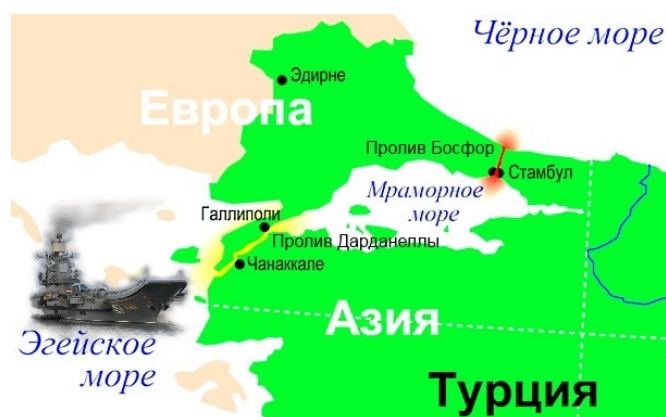 Чёрное море
Эдирне
Европа
Пролив Босфор
Стамбул
Мраморное
море
Галлиполи
Пролив Дарданеллы
Чанаккале
Азия
Эгейское
море
Турция